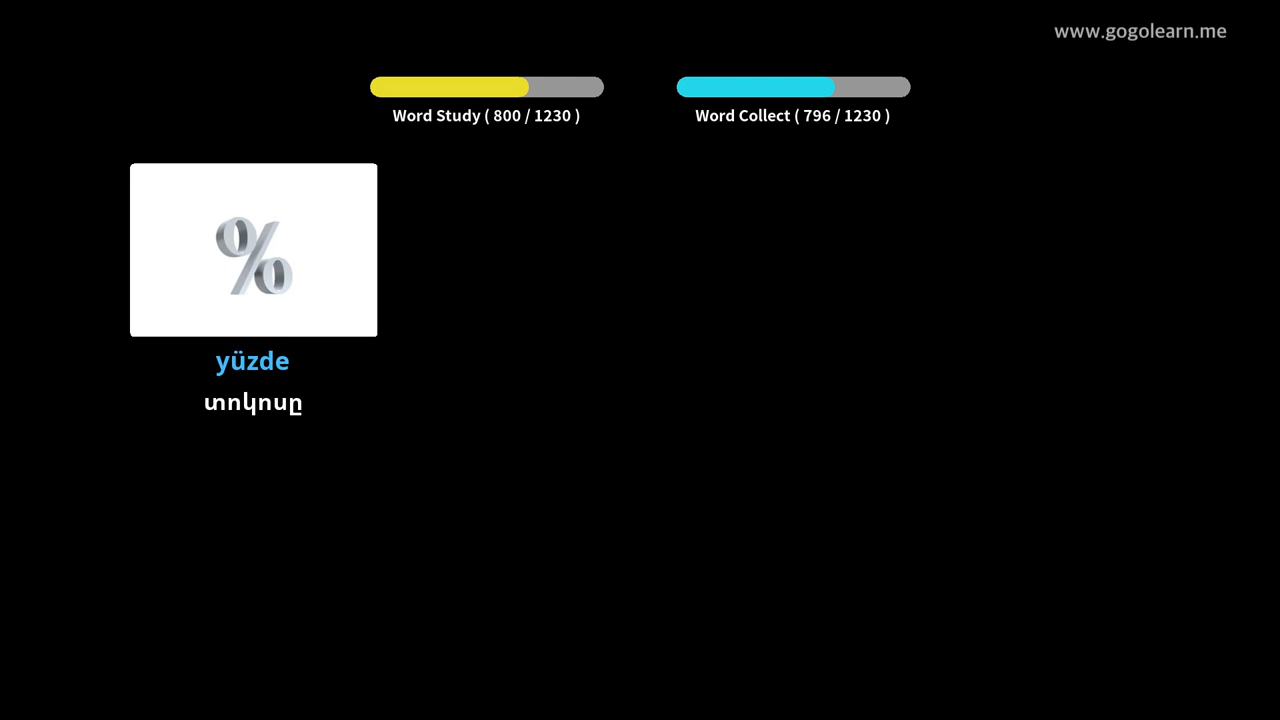 www.gogolearn.me
Word Study ( 800 / 1230 )
Word Collect ( 796 / 1230 )
%
yüzde
տոկոսը